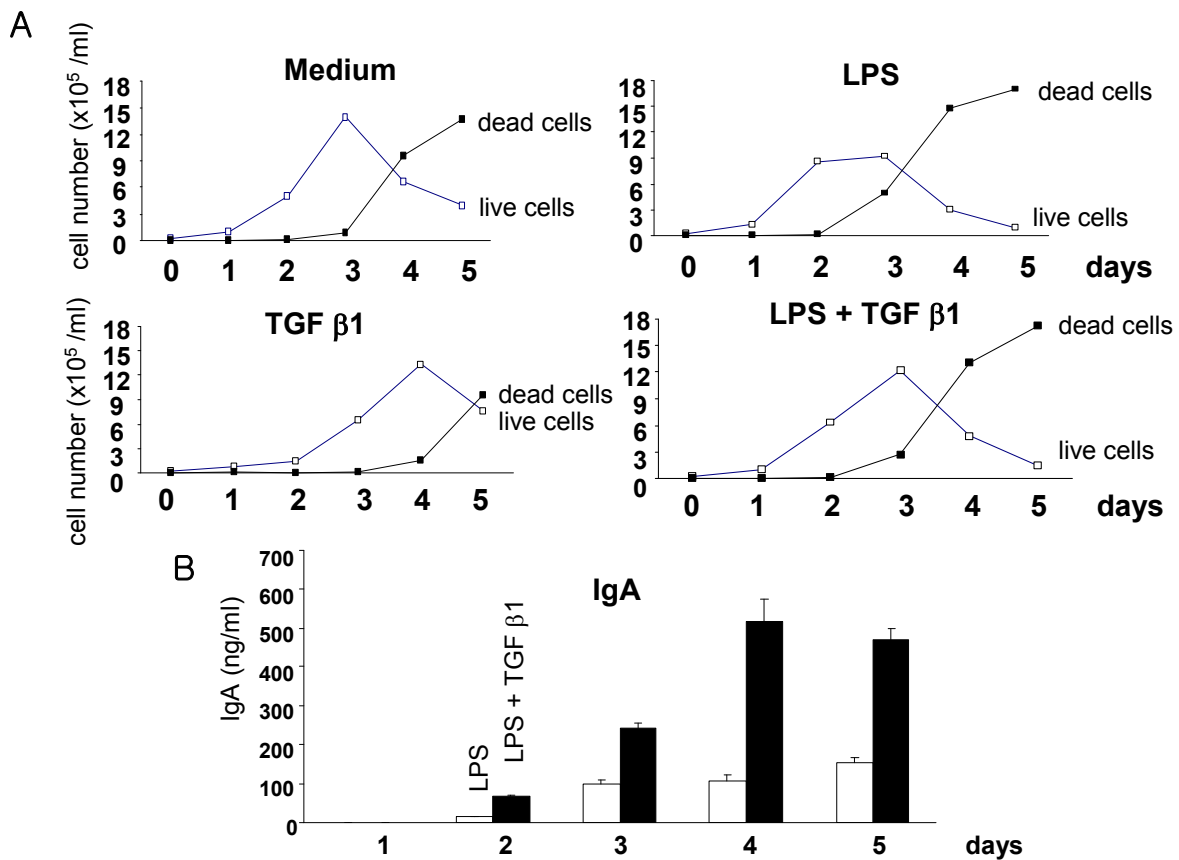 A
Medium
cell number (x10⁵ /ml)
18
15
12
9
6
3
0
dead cells
live cells
0 1 2 3 4 5
LPS
18
15
12
9
6
3
0
dead cells
live cells
0 1 2 3 4 5 days
TGF β1
cell number (x10⁵ /ml)
18
15
12
9
6
3
0
dead cells
live cells
0 1 2 3 4 5
LPS + TGF β1
18
15
12
9
6
3
0
dead cells
live cells
0 1 2 3 4 5 days
B
IgA
IgA (ng/ml)
700
600
500
400
300
200
100
0
LPS
LPS + TGF β1
1 2 3 4 5 days